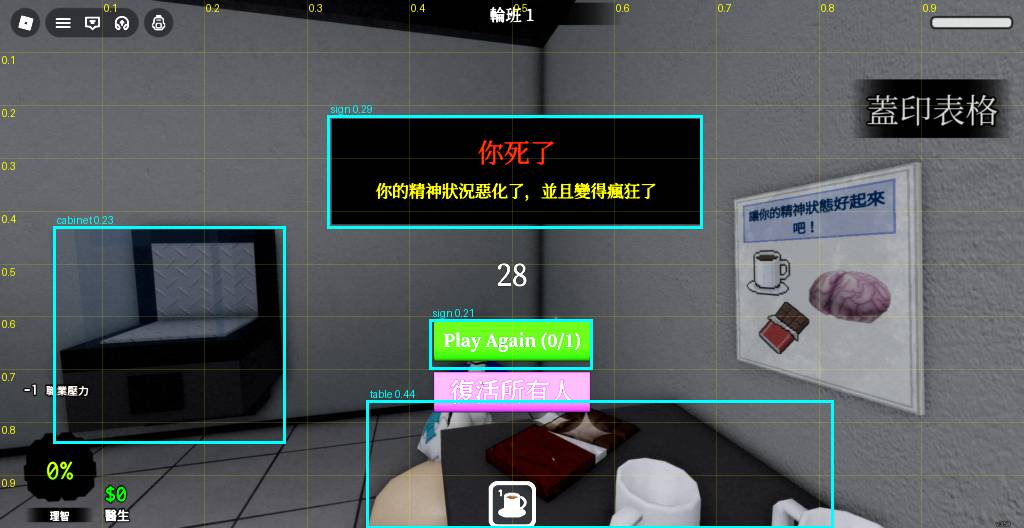 輪班 1
蓋印表格
你死了
你的精神狀況惡化了，並且變得瘋狂了
讓你的精神狀態好起來
吧！
28
Play Again (0/1)
復活所有人
-1 職業壓力
0%
$0
理智
醫生
1